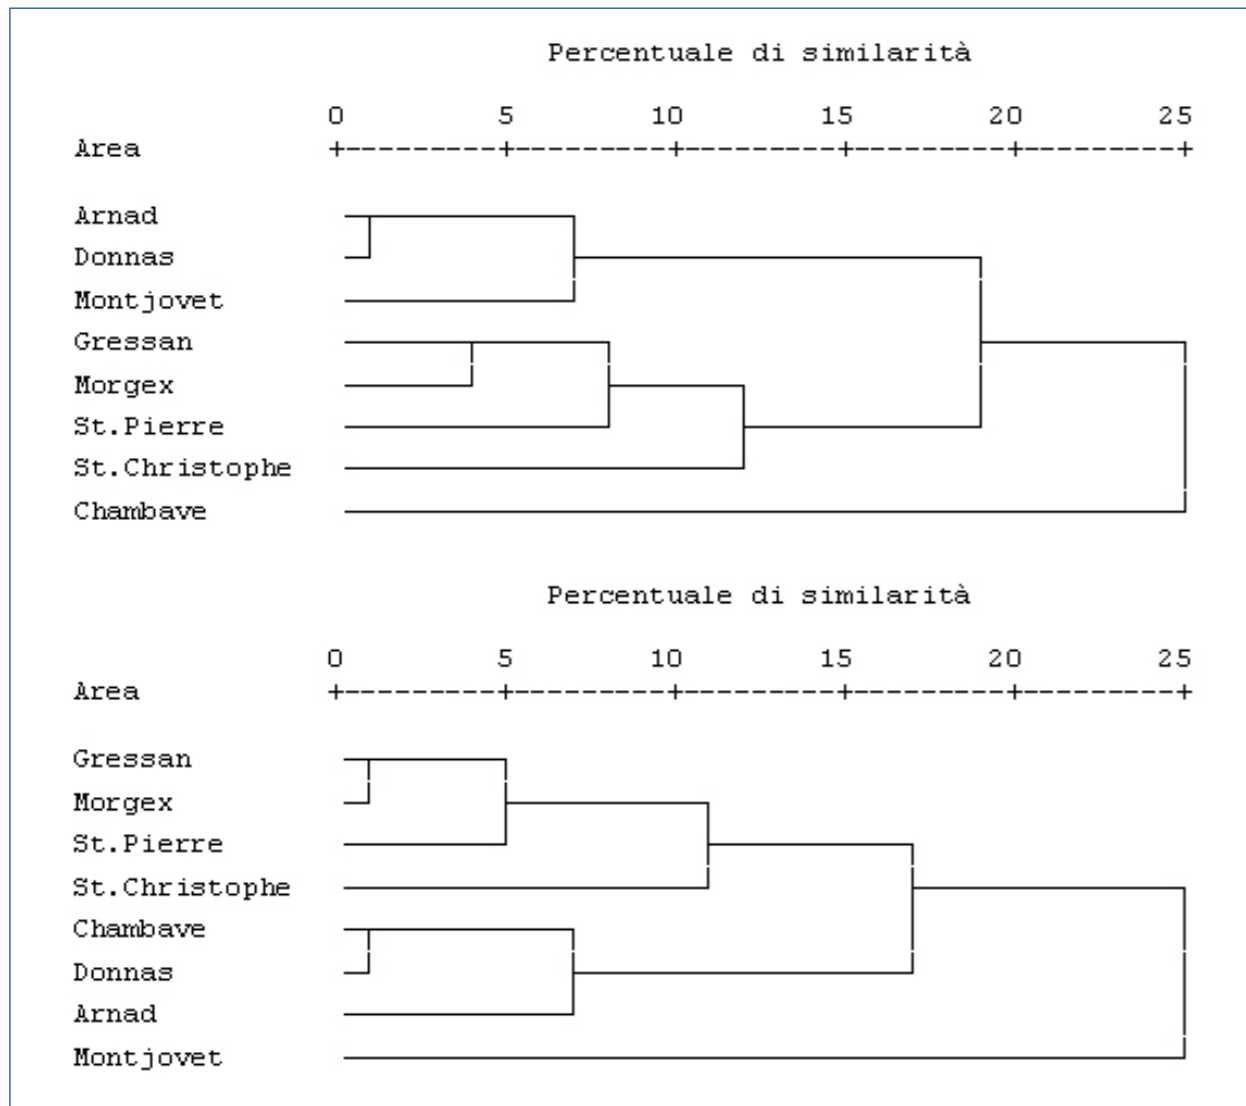 Percentuale di similarità
0 5 10 15 20 25
Area +---------+---------+---------+---------+---------+
Arnad
Donnas
Montjovet
Gressan
Morgex
St.Pierre
St.Christophe
Chambave
Percentuale di similarità
0 5 10 15 20 25
Area +---------+---------+---------+---------+---------+
Gressan
Morgex
St.Pierre
St.Christophe
Chambave
Donnas
Arnad
Montjovet